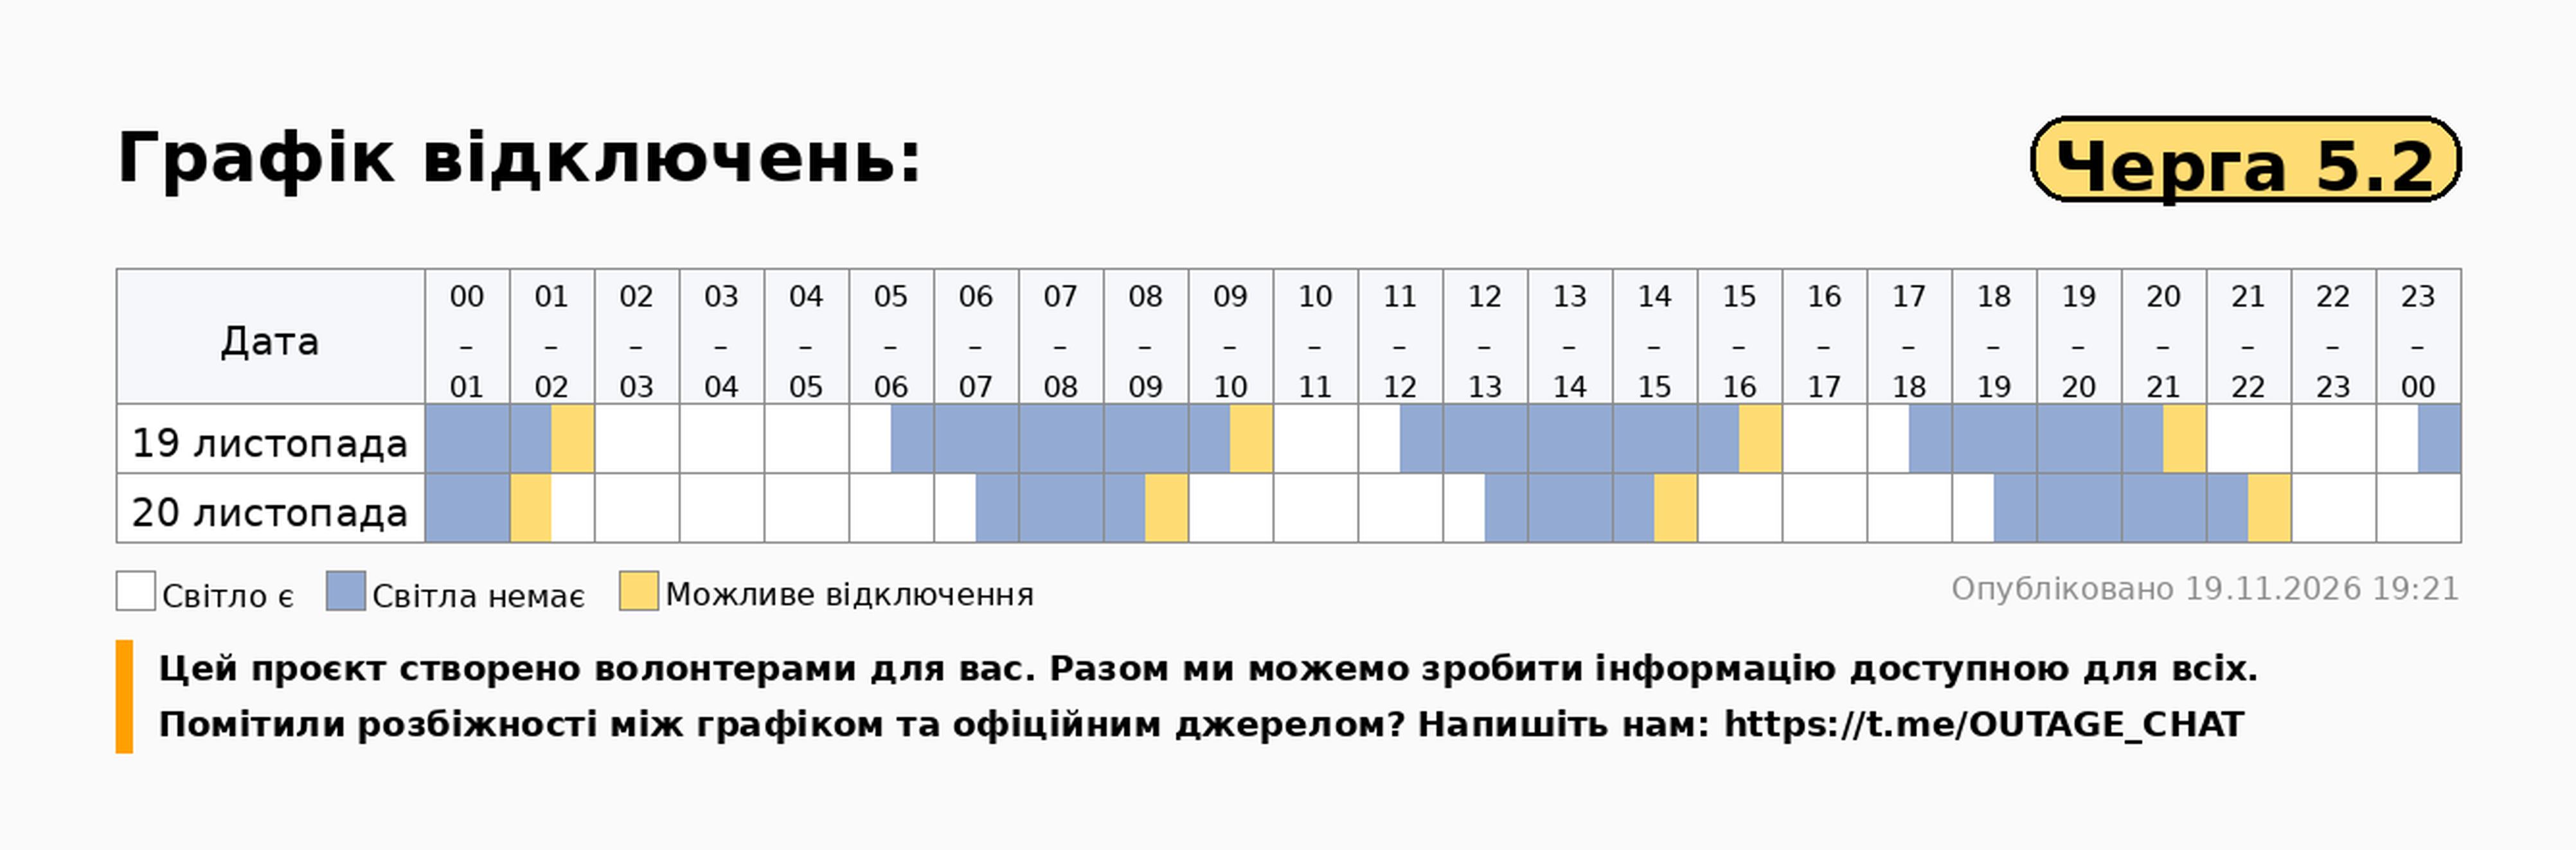 Графік відключень:
Черга 5.2
Дата
00 – 01
01 – 02
02 – 03
03 – 04
04 – 05
05 – 06
06 – 07
07 – 08
08 – 09
09 – 10
10 – 11
11 – 12
12 – 13
13 – 14
14 – 15
15 – 16
16 – 17
17 – 18
18 – 19
19 – 20
20 – 21
21 – 22
22 – 23
23 – 00
19 листопада
20 листопада
Світло є
Світла немає
Можливе відключення
Опубліковано 19.11.2026 19:21
Цей проєкт створено волонтерами для вас. Разом ми можемо зробити інформацію доступною для всіх.
Помітили розбіжності між графіком та офіційним джерелом? Напишіть нам: https://t.me/OUTAGE_CHAT